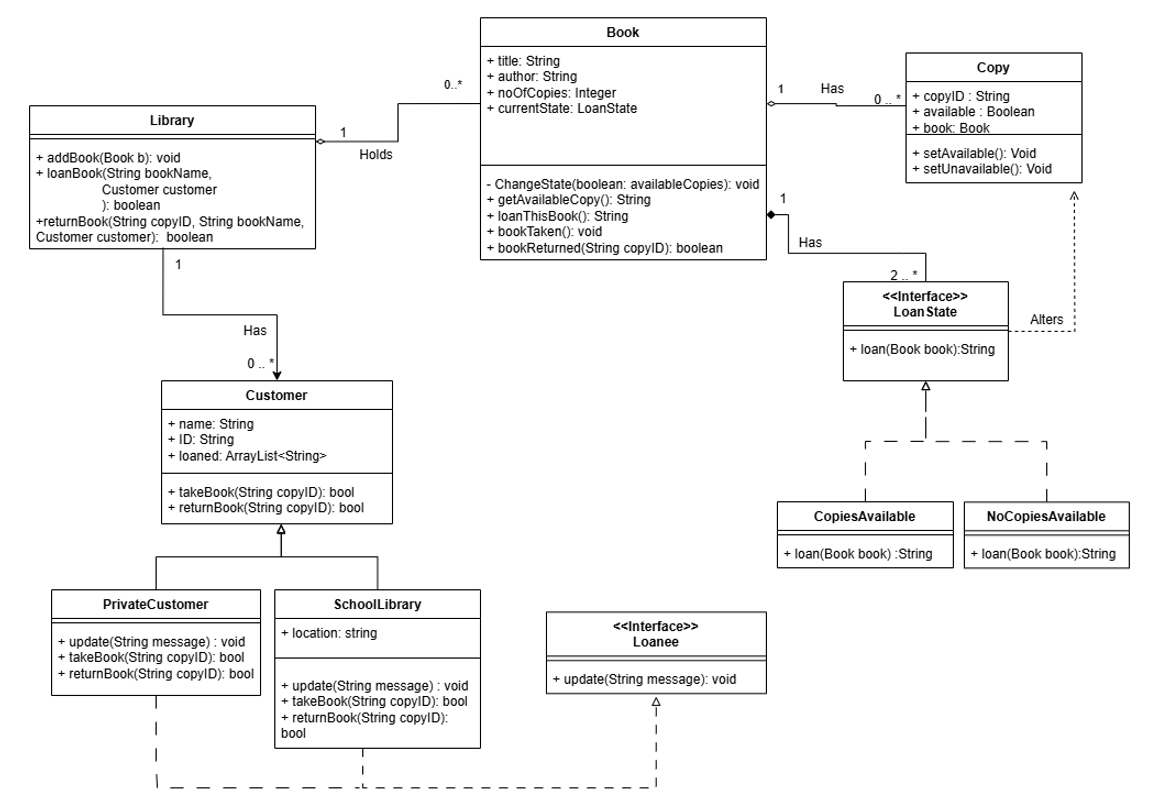 Book
+ title: String
+ author: String
+ noOfCopies: Integer
+ currentState: LoanState
- ChangeState(boolean: availableCopies): void
+ getAvailableCopy(): String
+ loanThisBook(): String
+ bookTaken(): void
+ bookReturned(String copyID): boolean
Copy
+ copyID : String
+ available : Boolean
+ book: Book
+ setAvailable(): Void
+ setUnavailable(): Void
1
Has
0 .. *
0..*
1
Holds
Library
+ addBook(Book b): void
+ loanBook(String bookName,
Customer customer
): boolean
+returnBook(String copyID, String bookName,
Customer customer): boolean
1
Has
2 .. *
<<Interface>>
LoanState
+ loan(Book book):String
Alters
1
Has
0 .. *
Customer
+ name: String
+ ID: String
+ loaned: ArrayList<String>
+ takeBook(String copyID): bool
+ returnBook(String copyID): bool
CopiesAvailable
+ loan(Book book) :String
NoCopiesAvailable
+ loan(Book book):String
PrivateCustomer
+ update(String message) : void
+ takeBook(String copyID): bool
+ returnBook(String copyID): bool
SchoolLibrary
+ location: string
+ update(String message) : void
+ takeBook(String copyID): bool
+ returnBook(String copyID):
bool
<<Interface>>
Loanee
+ update(String message): void